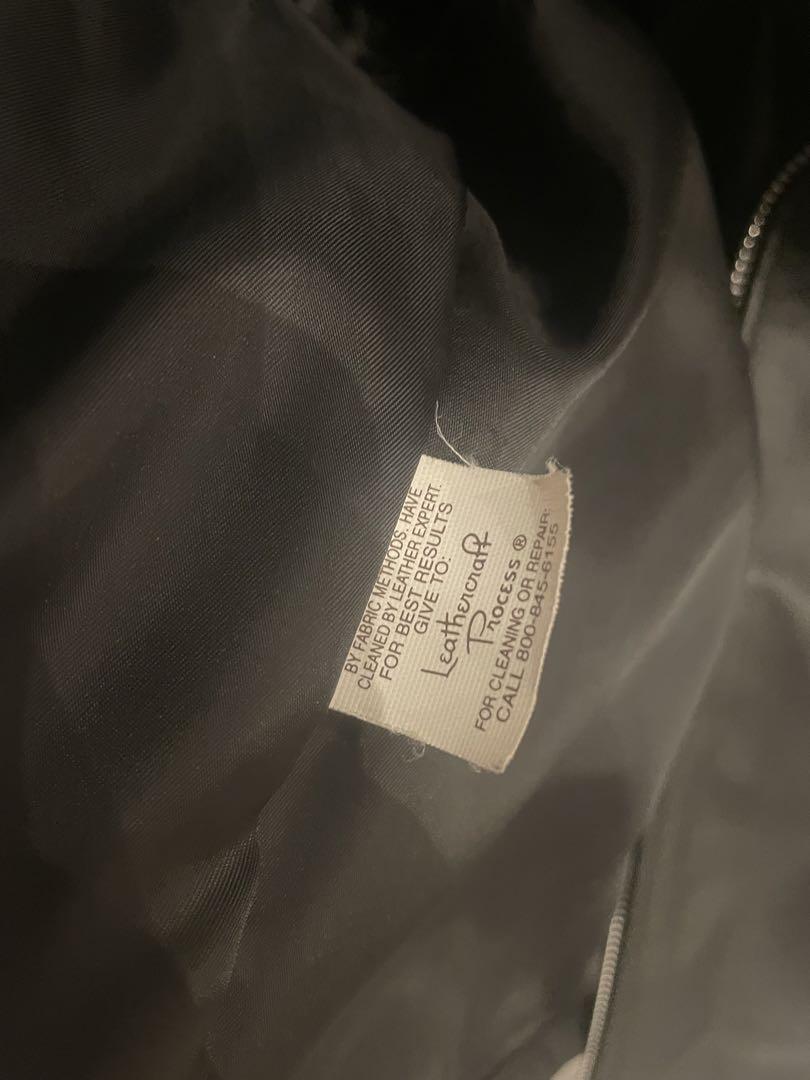 BY FABRIC METHODS. HAVE
CLEANED BY LEATHER EXPERT.
FOR BEST RESULTS
GIVE TO:
Leathercraft
Process ®
FOR CLEANING OR REPAIR:
CALL 800-845-6155